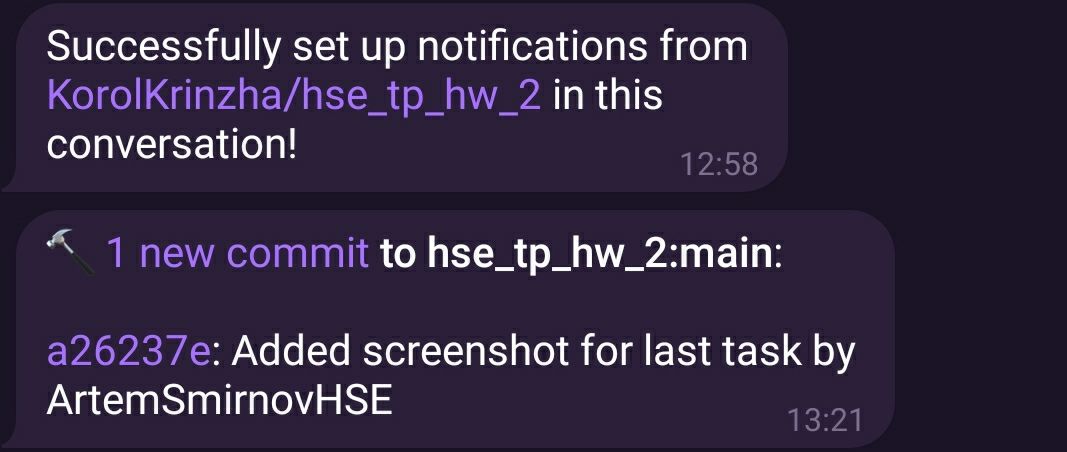 Successfully set up notifications from
KorolKrinzha/hse_tp_hw_2 in this
conversation!
12:58
🔨 1 new commit to hse_tp_hw_2:main:
a26237e: Added screenshot for last task by
ArtemSmirnovHSE
13:21